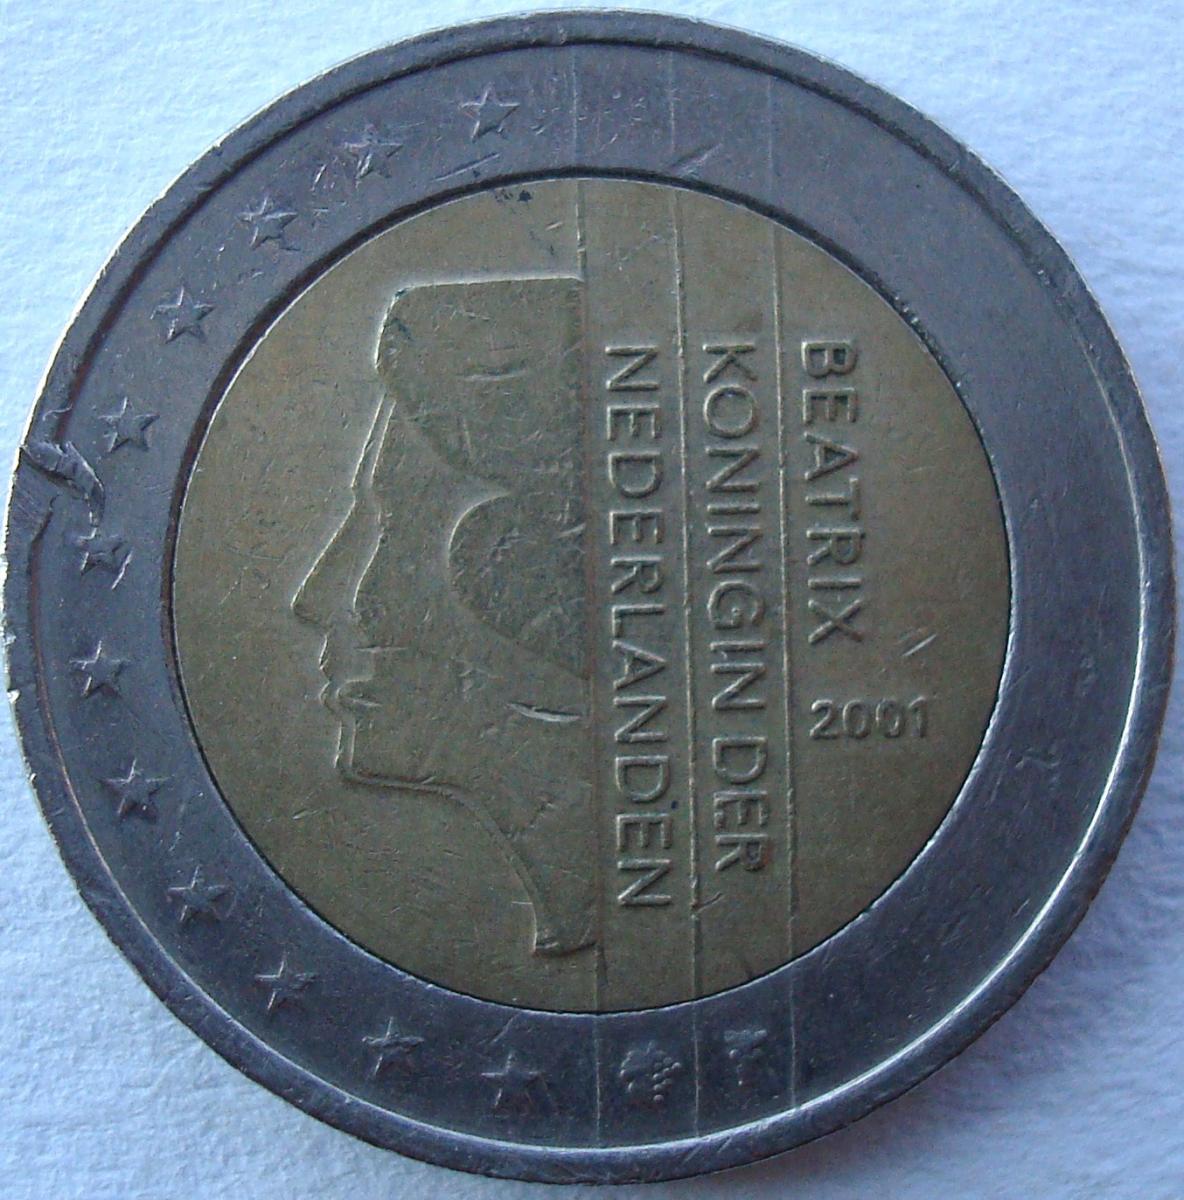 BEATRIX
KONINGIN DER
NEDERLANDEN
2001